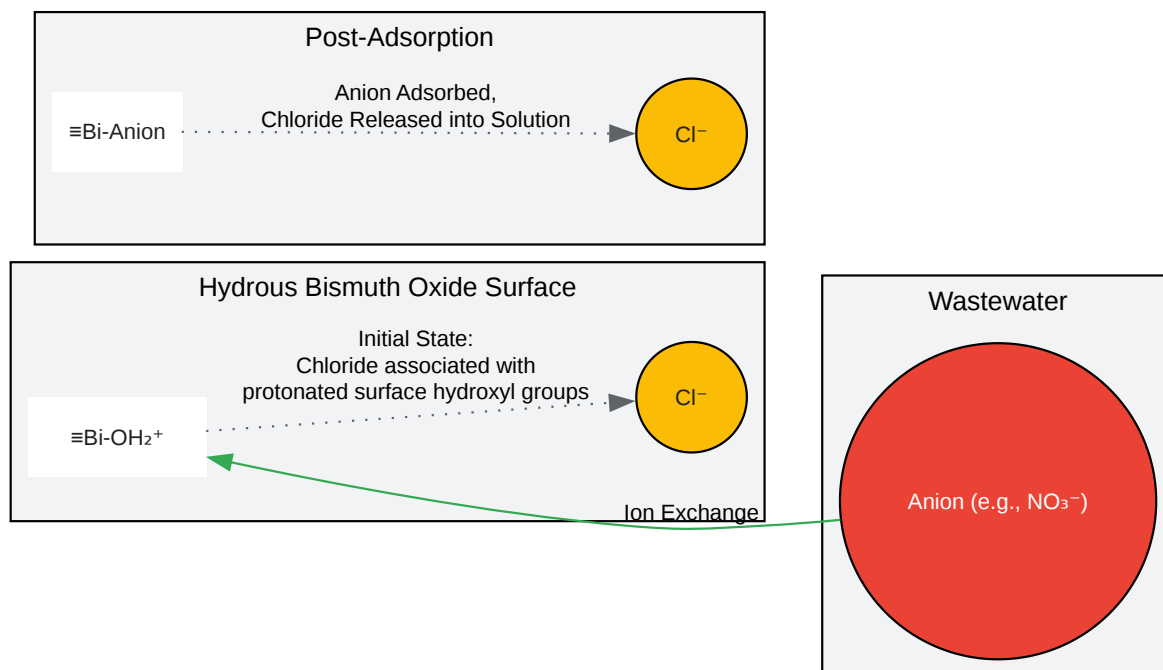 Post-Adsorption
Anion Adsorbed,
Chloride Released into Solution
≡Bi-Anion
Cl⁻
Hydrous Bismuth Oxide Surface
Initial State:
Chloride associated with
protonated surface hydroxyl groups
≡Bi-OH₂⁺
Cl⁻
Ion Exchange
Wastewater
Anion (e.g., NO₃⁻)